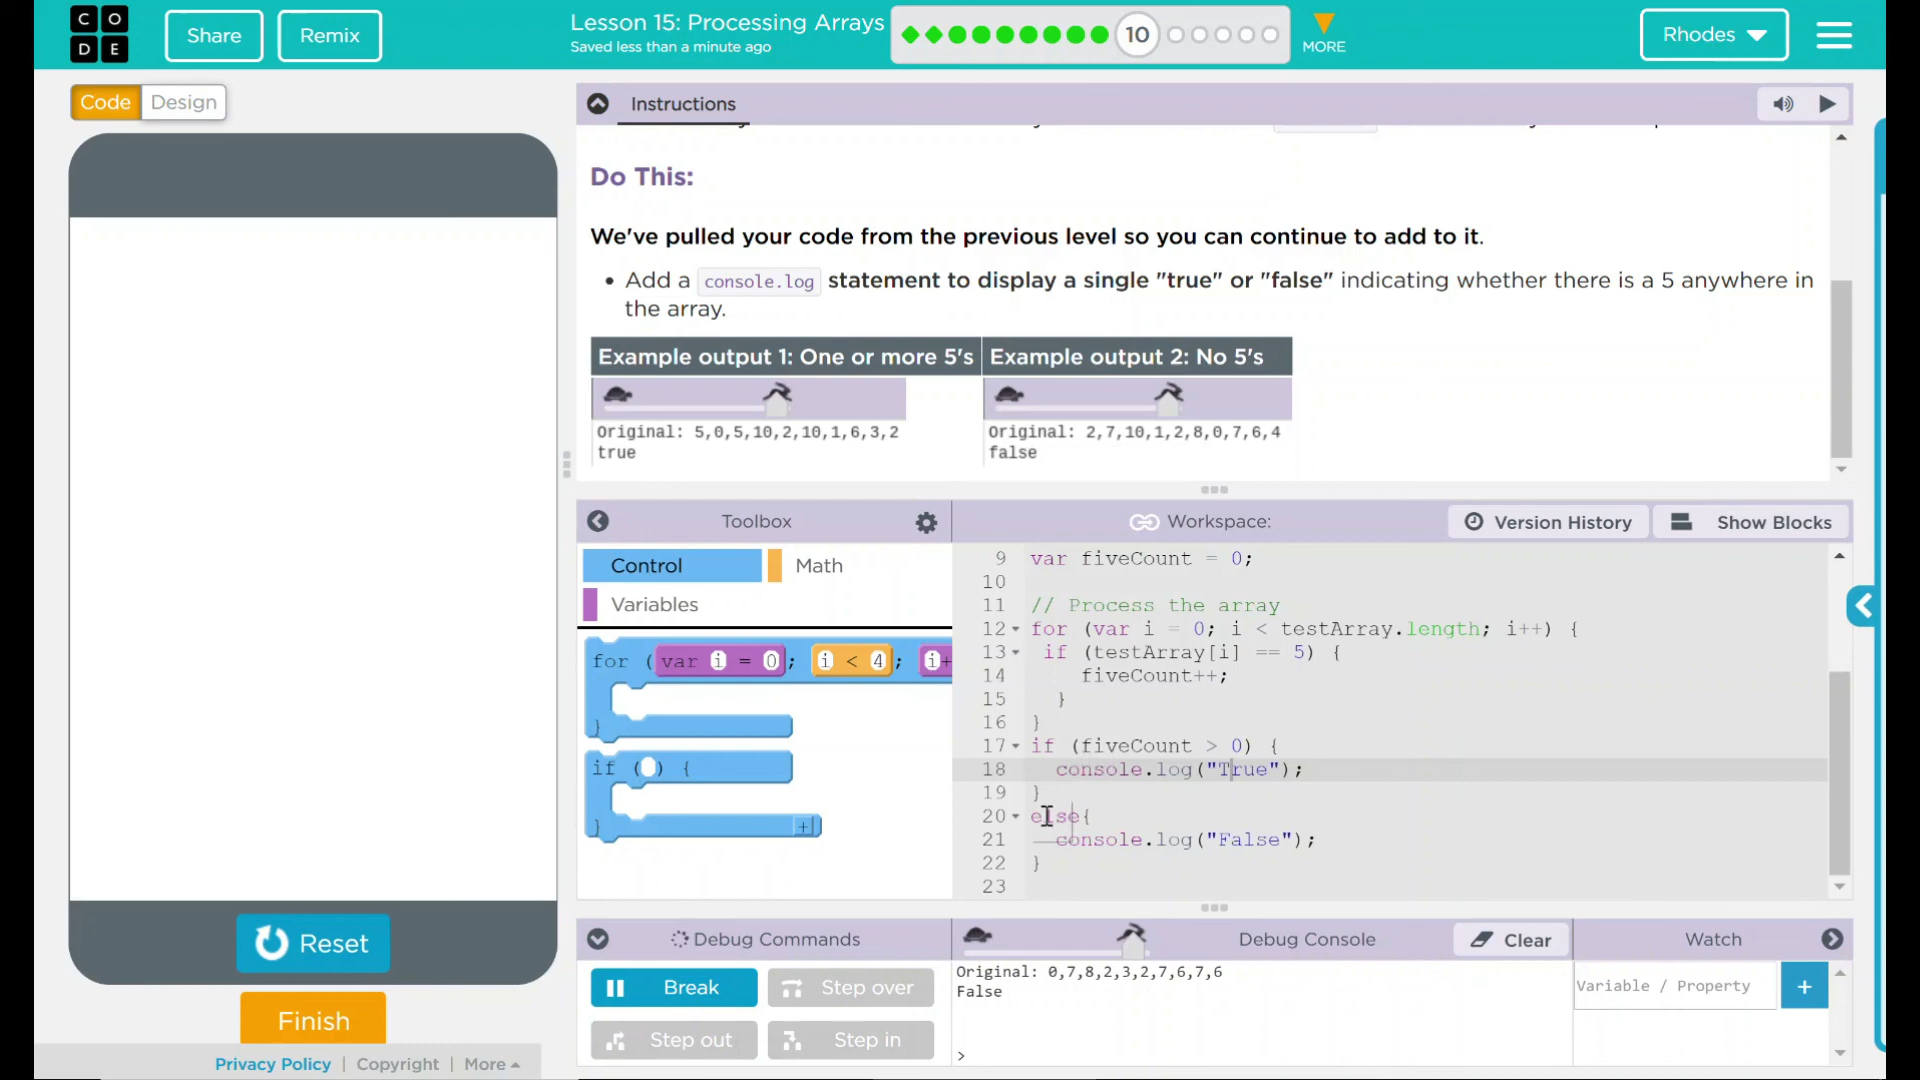 CODE
Share
Remix
Lesson 15: Processing Arrays
Saved less than a minute ago
10
MORE
Rhodes
Code
Design
Instructions
Do This:
We've pulled your code from the previous level so you can continue to add to it.
Add a console.log statement to display a single "true" or "false" indicating whether there is a 5 anywhere in
the array.
Example output 1: One or more 5's
Example output 2: No 5's
Original: 5,0,5,10,2,10,1,6,3,2
true
Original: 2,7,10,1,2,8,0,7,6,4
false
Toolbox
Workspace:
Version History
Show Blocks
Control
Math
Variables
for (var i = 0; i < 4; i+
}
if ( ) {
}
+
9 var fiveCount = 0;
10
11 // Process the array
12 for (var i = 0; i < testArray.length; i++) {
13 if (testArray[i] == 5) {
14 fiveCount++;
15 }
16 }
17 if (fiveCount > 0) {
18 console.log("True");
19 }
20 else{
21 console.log("False");
22 }
23
Reset
Finish
Debug Commands
Debug Console
Clear
Watch
Break
Step over
Step out
Step in
Original: 0,7,8,2,3,2,7,6,7,6
False
>
Variable / Property
+
Privacy Policy | Copyright | More